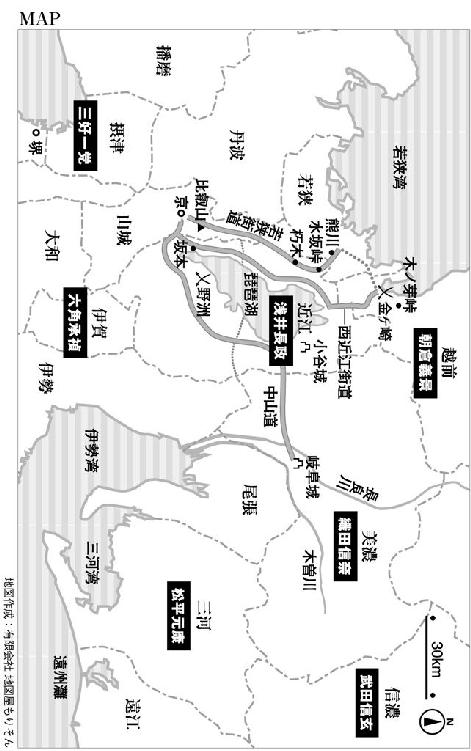 MAP
播磨
丹波
若狭湾
三好一党
摂津
堺
若狭
比叡山
京
若狭街道
熊川
水坂峠
朽木
木ノ芽峠
金ヶ崎
越前
朝倉義景
山城
大和
坂本
野洲
琵琶湖
近江
浅井長政
小谷城
西近江街道
伊賀
六角承禎
伊勢
中山道
岐阜城
長良川
伊勢湾
尾張
美濃
織田信奈
木曽川
三河湾
三河
松平元康
30km
N
信濃
武田信玄
遠州灘
遠江
地図作成：有限会社 地図屋もりそん